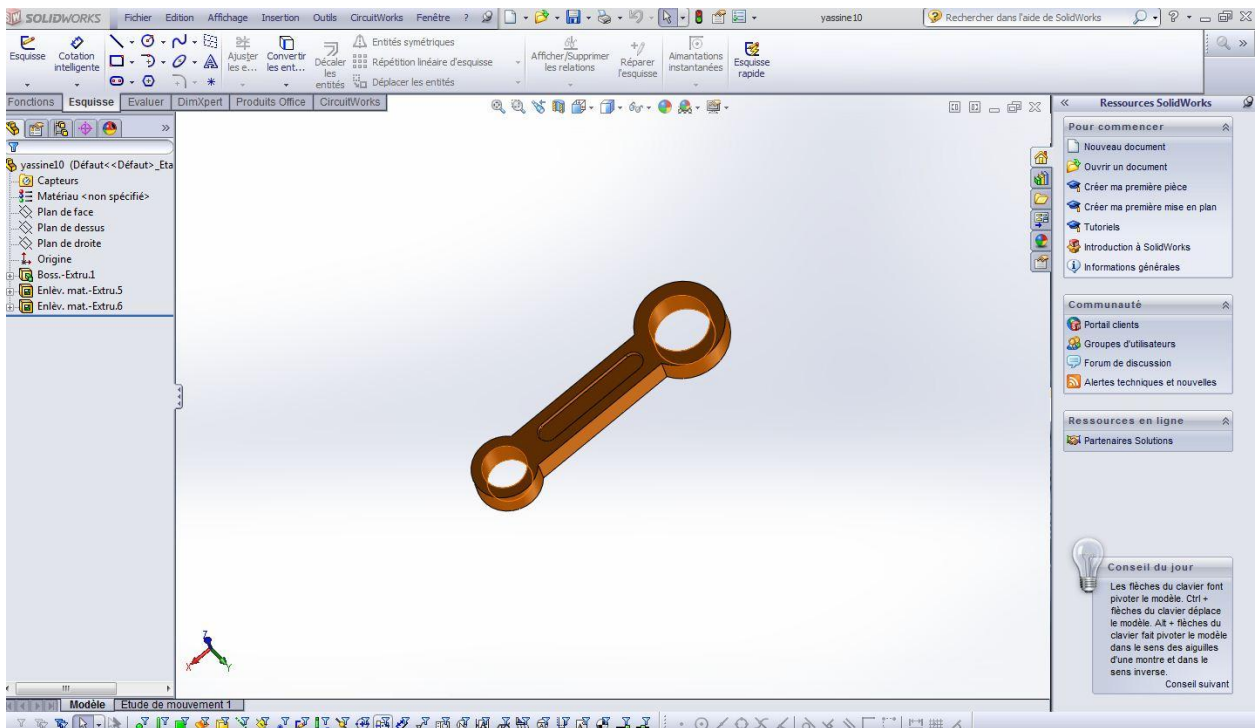 SOLIDWORKS
Fichier Edition Affichage Insertion Outils CircuitWorks Fenêtre ?
yassine10
Rechercher dans l'aide de SolidWorks
Esquisse
Cotation intelligente
Ajuster les e...
Convertir les ent...
Décaler les entités
Entités symétriques
Répétition linéaire d'esquisse
Déplacer les entités
Afficher/Supprimer les relations
Réparer l'esquisse
Aimantations instantanées
Esquisse rapide
Fonctions Esquisse Evaluer DimXpert Produits Office CircuitWorks
yassine10 (Défaut<<Défaut>_Eta
Capteurs
Matériau <non spécifié>
Plan de face
Plan de dessus
Plan de droite
Origine
Boss.-Extru.1
Enlèv. mat.-Extru.5
Enlèv. mat.-Extru.6
Z
X
Y
Modèle Etude de mouvement 1
Ressources SolidWorks
Pour commencer
Nouveau document
Ouvrir un document
Créer ma première pièce
Créer ma première mise en plan
Tutoriels
Introduction à SolidWorks
Informations générales
Communauté
Portail clients
Groupes d'utilisateurs
Forum de discussion
Alertes techniques et nouvelles
Ressources en ligne
Partenaires Solutions
Conseil du jour
Les flèches du clavier font
pivoter le modèle. Ctrl +
flèches du clavier déplace
le modèle. Alt + flèches du
clavier fait pivoter le modèle
dans le sens des aiguilles
d'une montre et dans le
sens inverse.
Conseil suivant